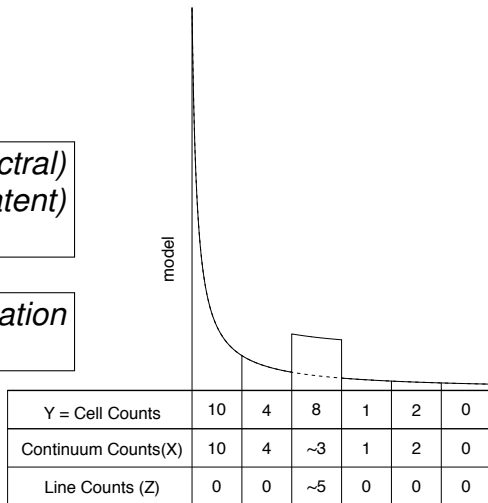 ctral)
atent)
ation
model
Y = Cell Counts 10 4 8 1 2 0
Continuum Counts(X) 10 4 ~3 1 2 0
Line Counts (Z) 0 0 ~5 0 0 0